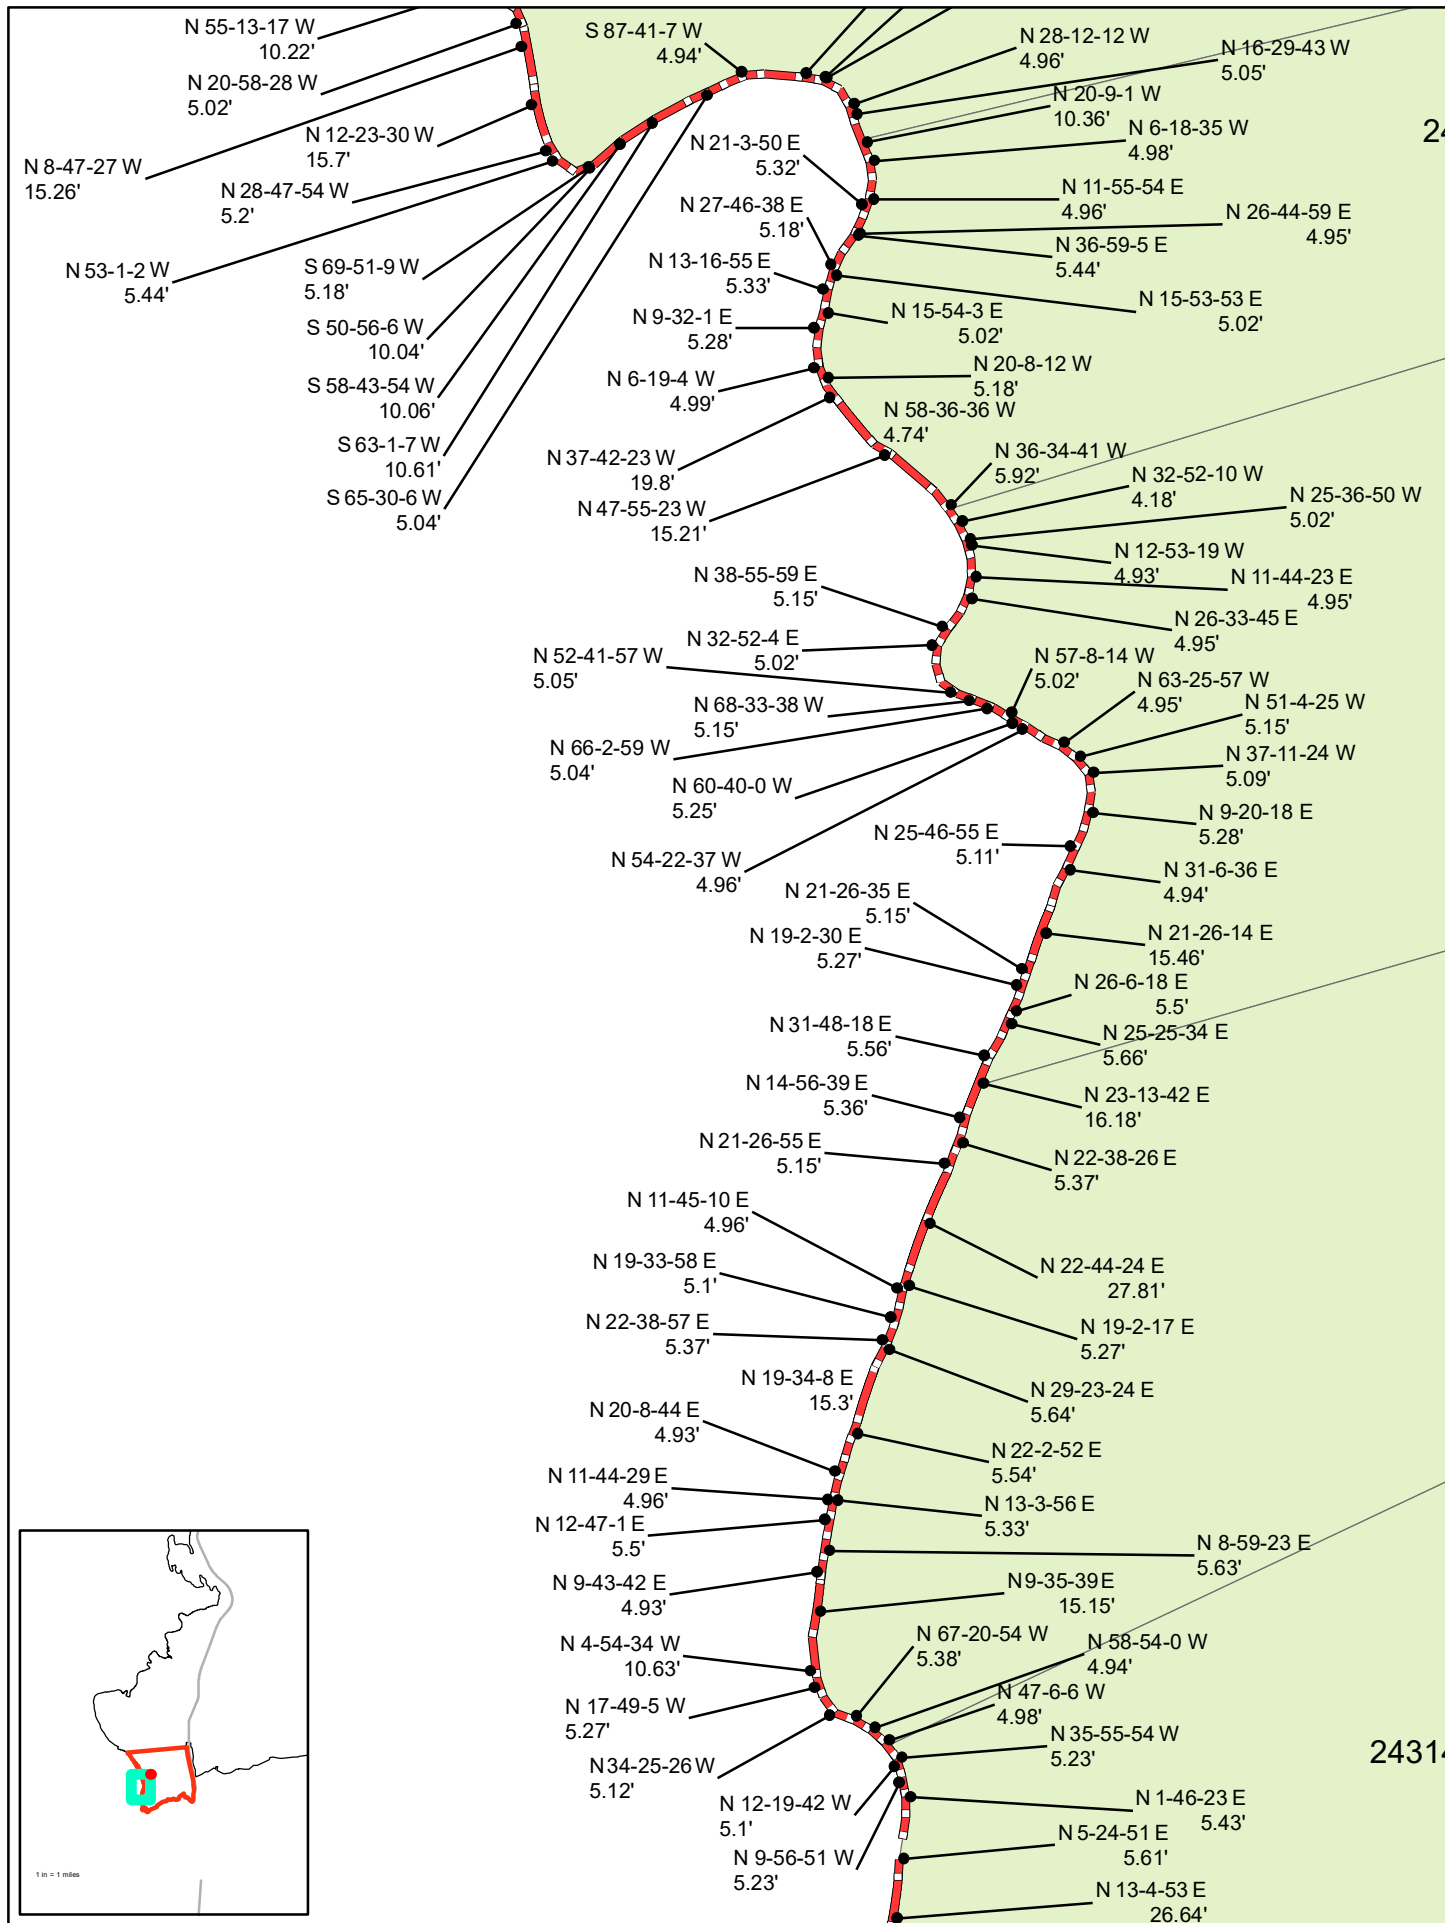 N 55-13-17 W
10.22'
N 20-58-28 W
5.02'
N 8-47-27 W
15.26'
N 12-23-30 W
15.7'
N 28-47-54 W
5.2'
N 53-1-2 W
5.44'
S 69-51-9 W
5.18'
S 50-56-6 W
10.04'
S 58-43-54 W
10.06'
S 63-1-7 W
10.61'
S 65-30-6 W
5.04'
S 87-41-7 W
4.94'
N 28-12-12 W
4.96'
N 16-29-43 W
5.05'
N 20-9-1 W
10.36'
N 6-18-35 W
4.98'
24
N 21-3-50 E
5.32'
N 11-55-54 E
4.96'
N 27-46-38 E
5.18'
N 26-44-59 E
4.95'
N 36-59-5 E
5.44'
N 13-16-55 E
5.33'
N 15-53-53 E
5.02'
N 15-54-3 E
5.02'
N 9-32-1 E
5.28'
N 20-8-12 W
5.18'
N 6-19-4 W
4.99'
N 58-36-36 W
4.74'
N 37-42-23 W
19.8'
N 36-34-41 W
5.92'
N 47-55-23 W
15.21'
N 32-52-10 W
4.18'
N 25-36-50 W
5.02'
N 12-53-19 W
4.93'
N 11-44-23 E
4.95'
N 38-55-59 E
5.15'
N 26-33-45 E
4.95'
N 32-52-4 E
5.02'
N 52-41-57 W
5.05'
N 57-8-14 W
5.02'
N 63-25-57 W
4.95'
N 68-33-38 W
5.15'
N 51-4-25 W
5.15'
N 66-2-59 W
5.04'
N 37-11-24 W
5.09'
N 60-40-0 W
5.25'
N 9-20-18 E
5.28'
N 25-46-55 E
5.11'
N 54-22-37 W
4.96'
N 31-6-36 E
4.94'
N 21-26-35 E
5.15'
N 21-26-14 E
15.46'
N 19-2-30 E
5.27'
N 26-6-18 E
5.5'
N 31-48-18 E
5.56'
N 25-25-34 E
5.66'
N 14-56-39 E
5.36'
N 23-13-42 E
16.18'
N 21-26-55 E
5.15'
N 22-38-26 E
5.37'
N 11-45-10 E
4.96'
N 19-33-58 E
5.1'
N 22-44-24 E
27.81'
N 22-38-57 E
5.37'
N 19-2-17 E
5.27'
N 19-34-8 E
15.3'
N 29-23-24 E
5.64'
N 20-8-44 E
4.93'
N 22-2-52 E
5.54'
N 11-44-29 E
4.96'
N 13-3-56 E
5.33'
N 12-47-1 E
5.5'
N 8-59-23 E
5.63'
N 9-43-42 E
4.93'
N 9-35-39 E
15.15'
N 4-54-34 W
10.63'
N 67-20-54 W
5.38'
N 58-54-0 W
4.94'
N 17-49-5 W
5.27'
N 47-6-6 W
4.98'
N 35-55-54 W
5.23'
24314
N 34-25-26 W
5.12'
N 12-19-42 W
5.1'
N 1-46-23 E
5.43'
N 9-56-51 W
5.23'
N 5-24-51 E
5.61'
N 13-4-53 E
26.64'
1 in = 1 miles